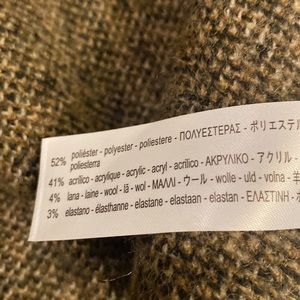 52% poliéster - polyester - poliestere - ΠΟΛΥΕΣΤΕΡΑΣ - ポリエステル
poliesterra
41% acrílico - acrylique - acrylic - acryl - acrilico - ΑΚΡΥΛΙΚΟ - アクリル -
4% lana - laine - wool - lã - wol - ΜΑΛΛΙ - ウール - wolle - uld - volna - 羊
3% elastano - élasthanne - elastane - elastaan - elastan - ΕΛΑΣΤΙΝΗ -